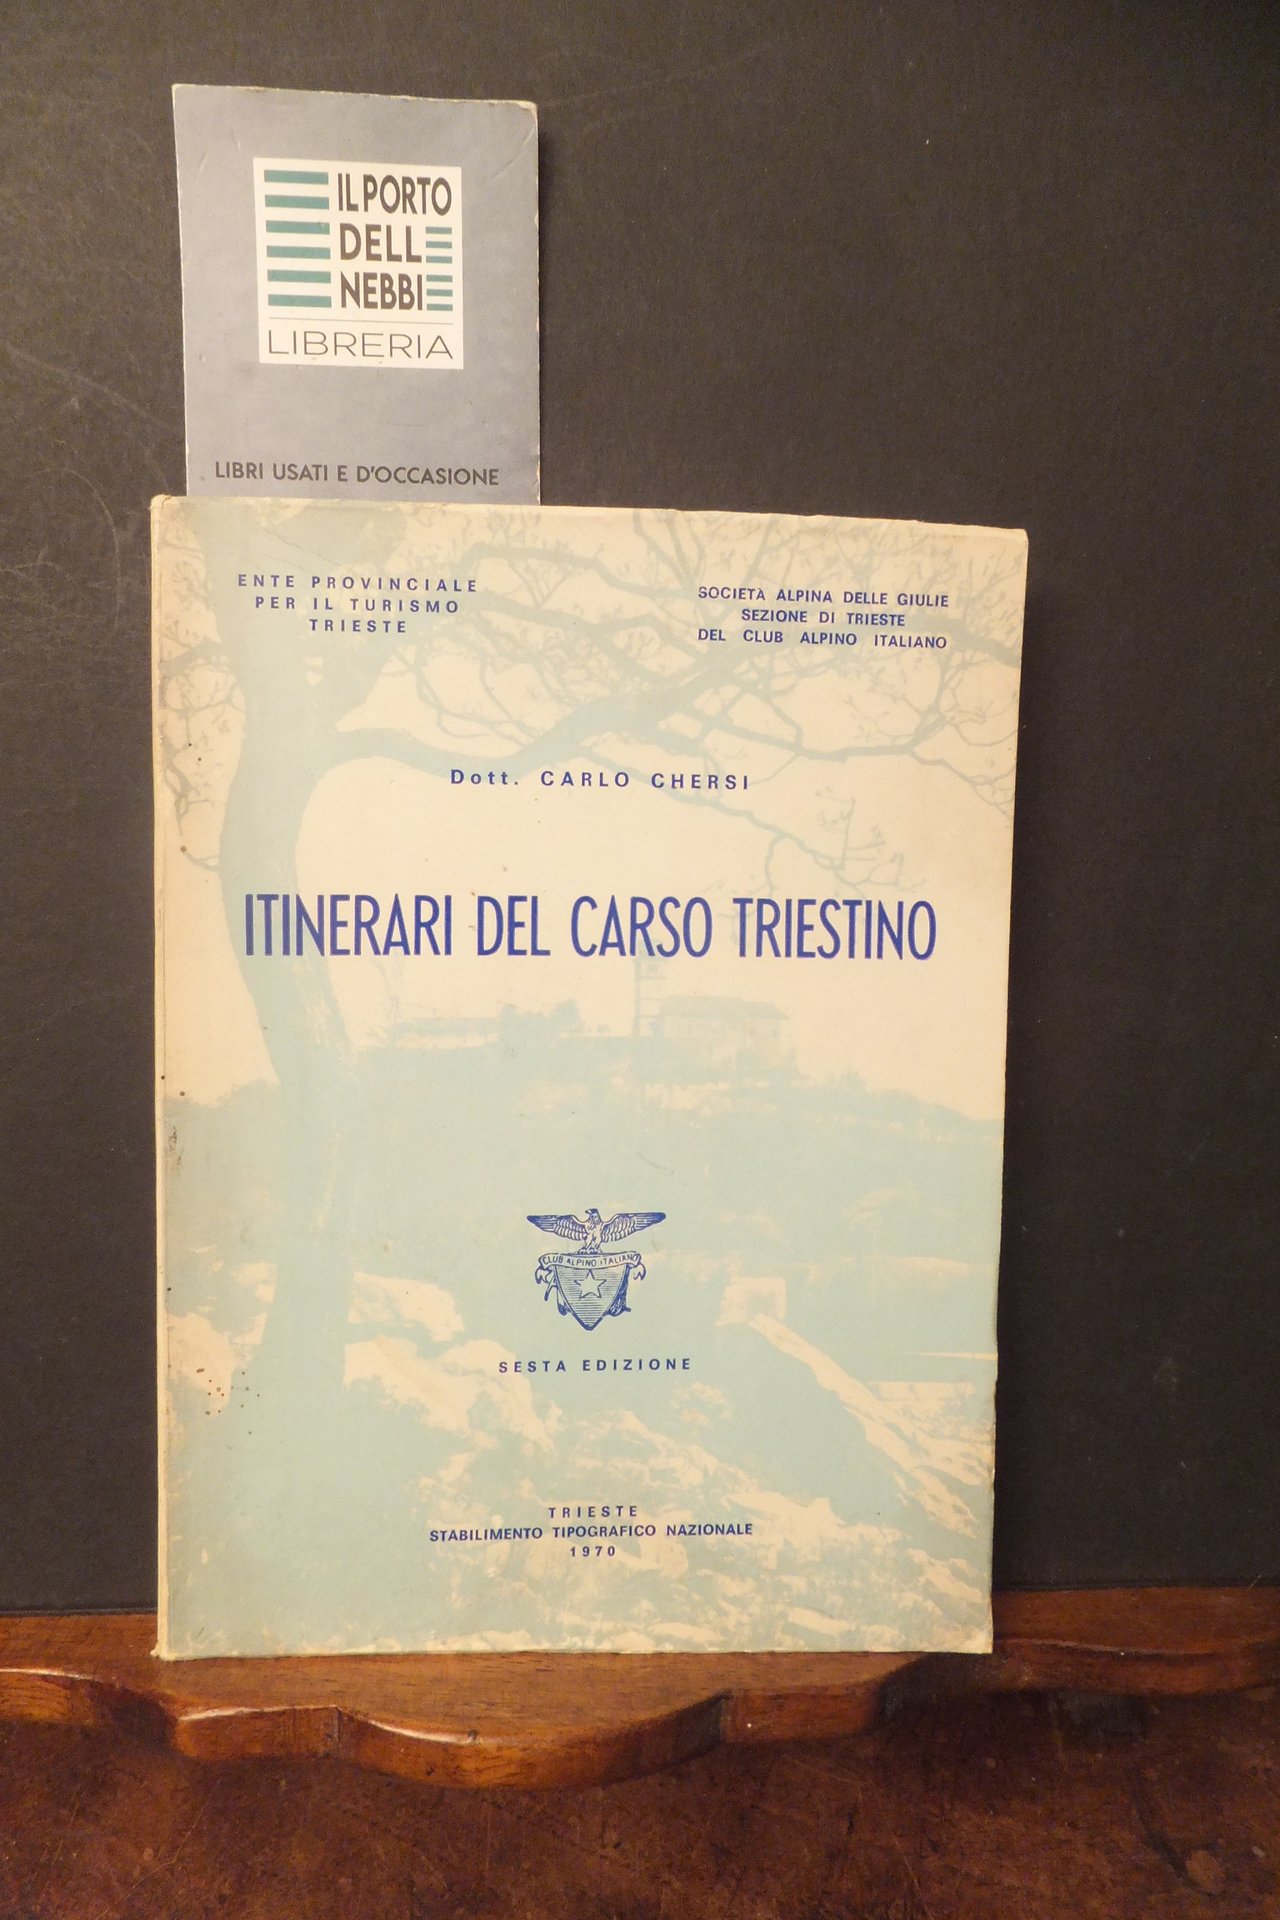 IL PORTO
DELL
NEBBI
LIBRERIA
LIBRI USATI E D'OCCASIONE
ENTE PROVINCIALE
PER IL TURISMO
TRIESTE
SOCIETÀ ALPINA DELLE GIULIE
SEZIONE DI TRIESTE
DEL CLUB ALPINO ITALIANO
Dott. CARLO CHERSI
ITINERARI DEL CARSO TRIESTINO
CLUB ALPINO ITALIANO
SESTA EDIZIONE
TRIESTE
STABILIMENTO TIPOGRAFICO NAZIONALE
1970